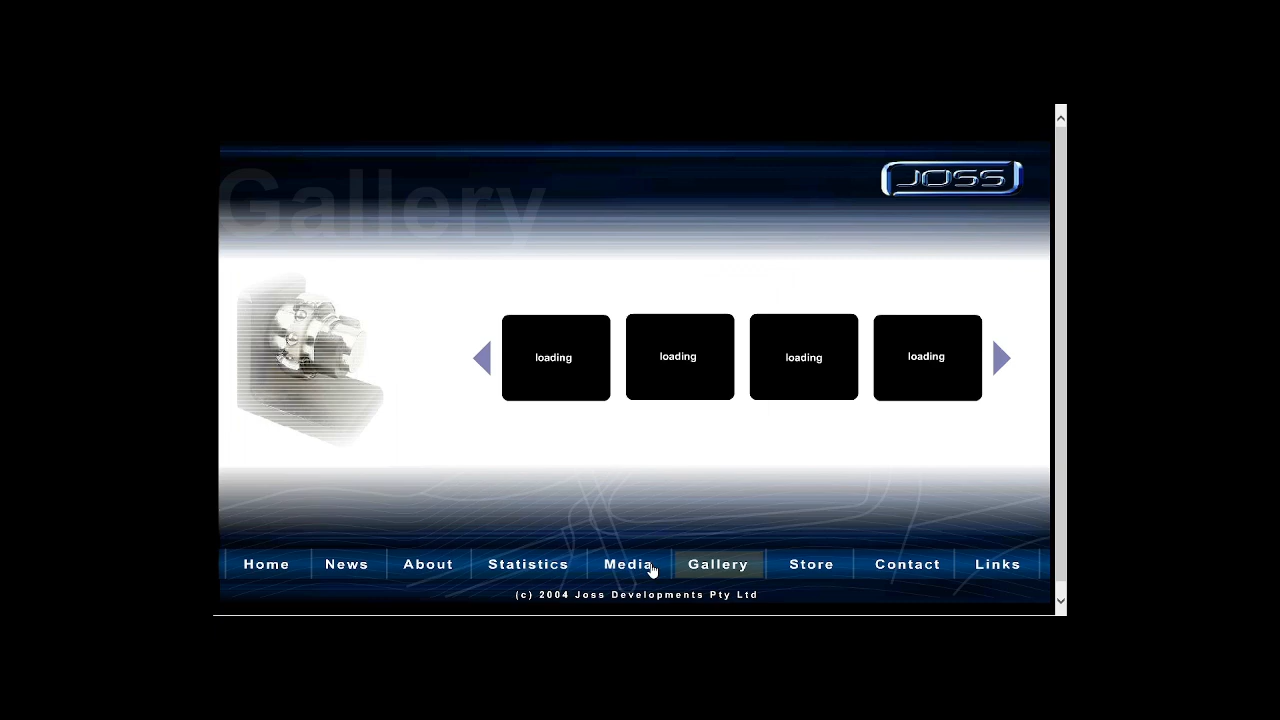 Gallery
JOSS
loading loading loading loading
Home News About Statistics Media Gallery Store Contact Links
(c) 2004 Joss Developments Pty Ltd